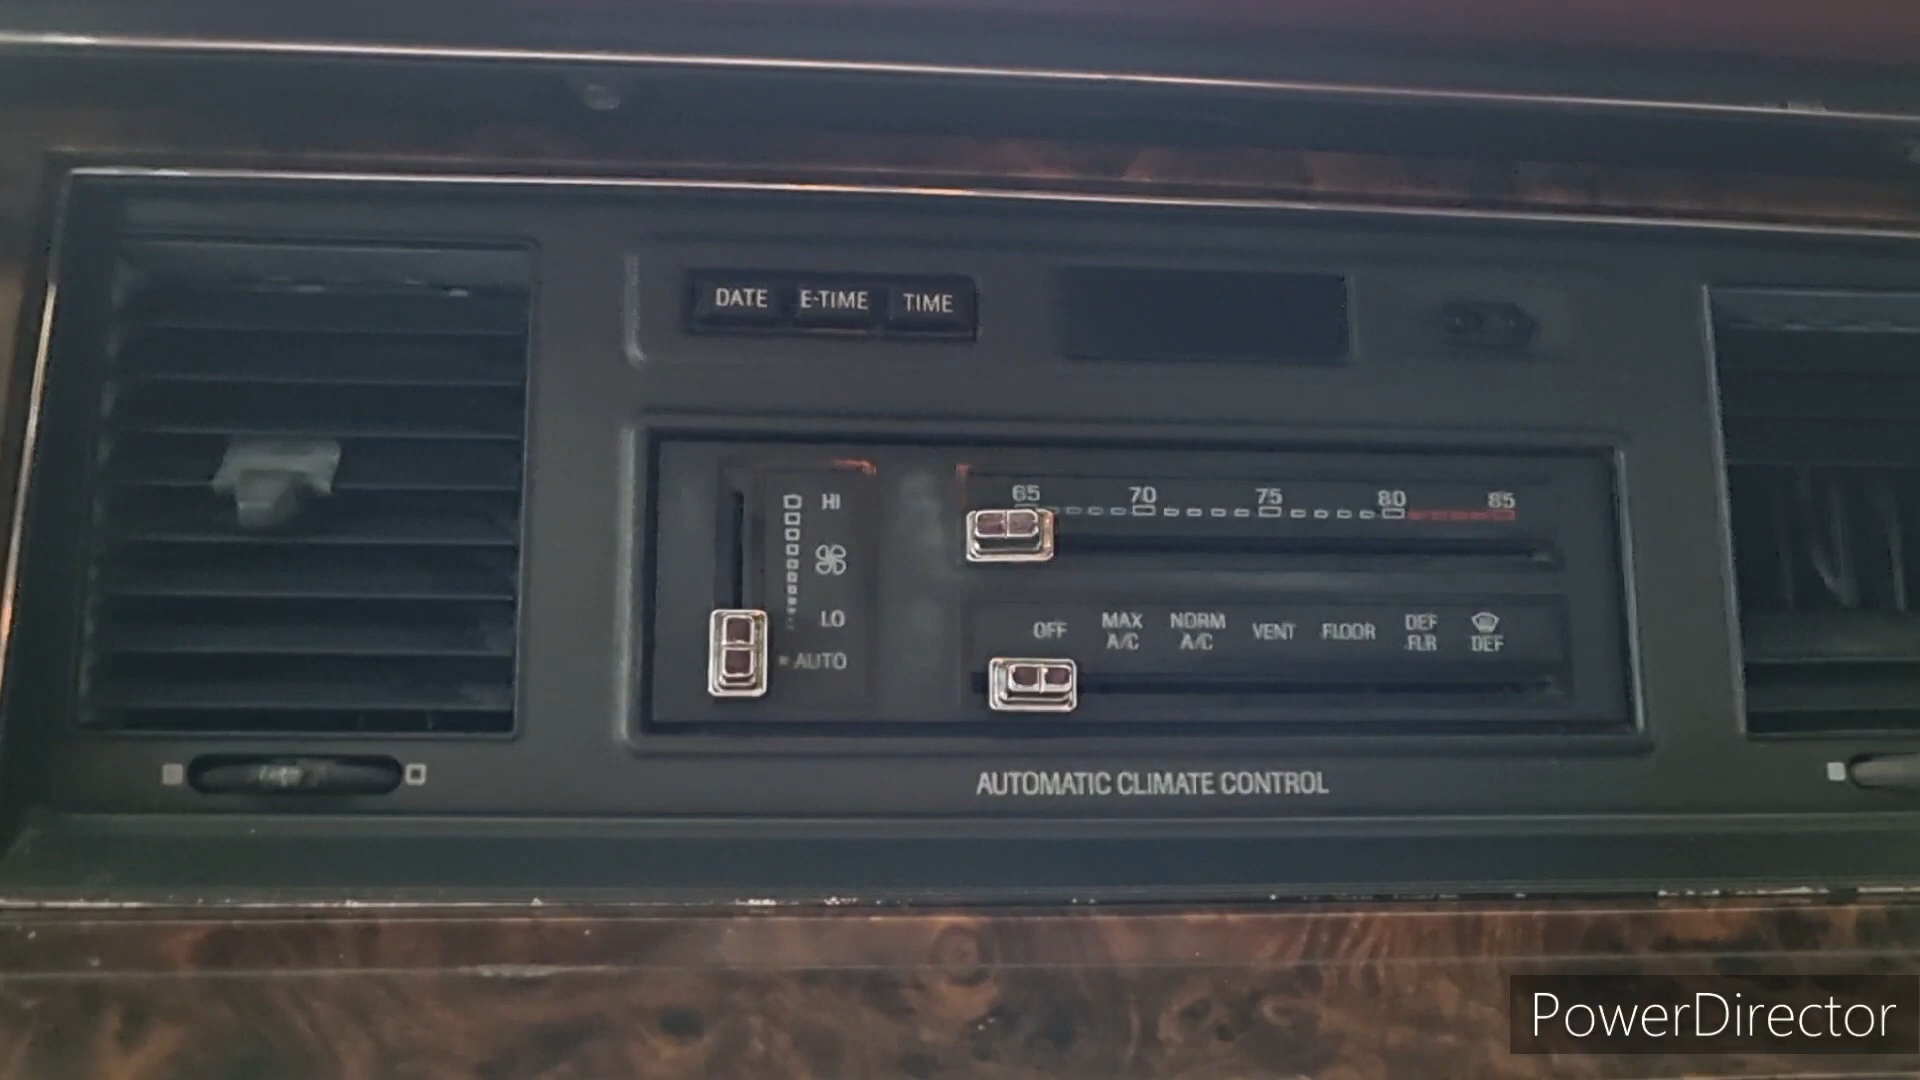 DATE E-TIME TIME
HI
LO
AUTO
65 70 75 80 85
OFF MAX A/C NORM A/C VENT FLOOR DEF FLR DEF
AUTOMATIC CLIMATE CONTROL
PowerDirector